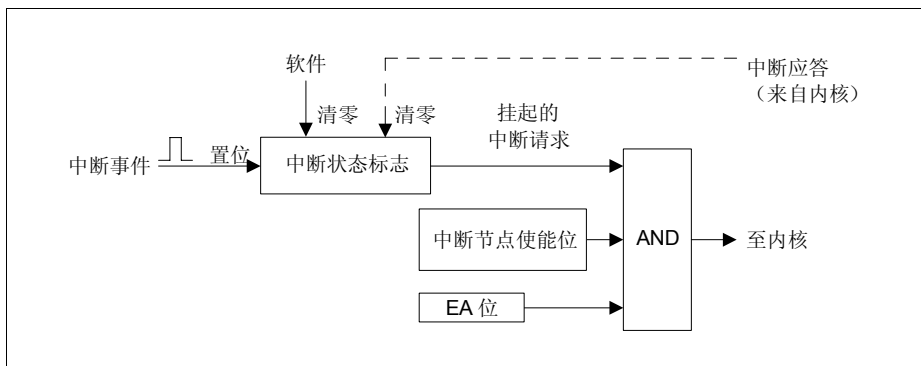 软件
中断应答
（来自内核）
清零
清零
挂起的
中断请求
中断事件
置位
中断状态标志
中断节点使能位
AND
至内核
EA 位